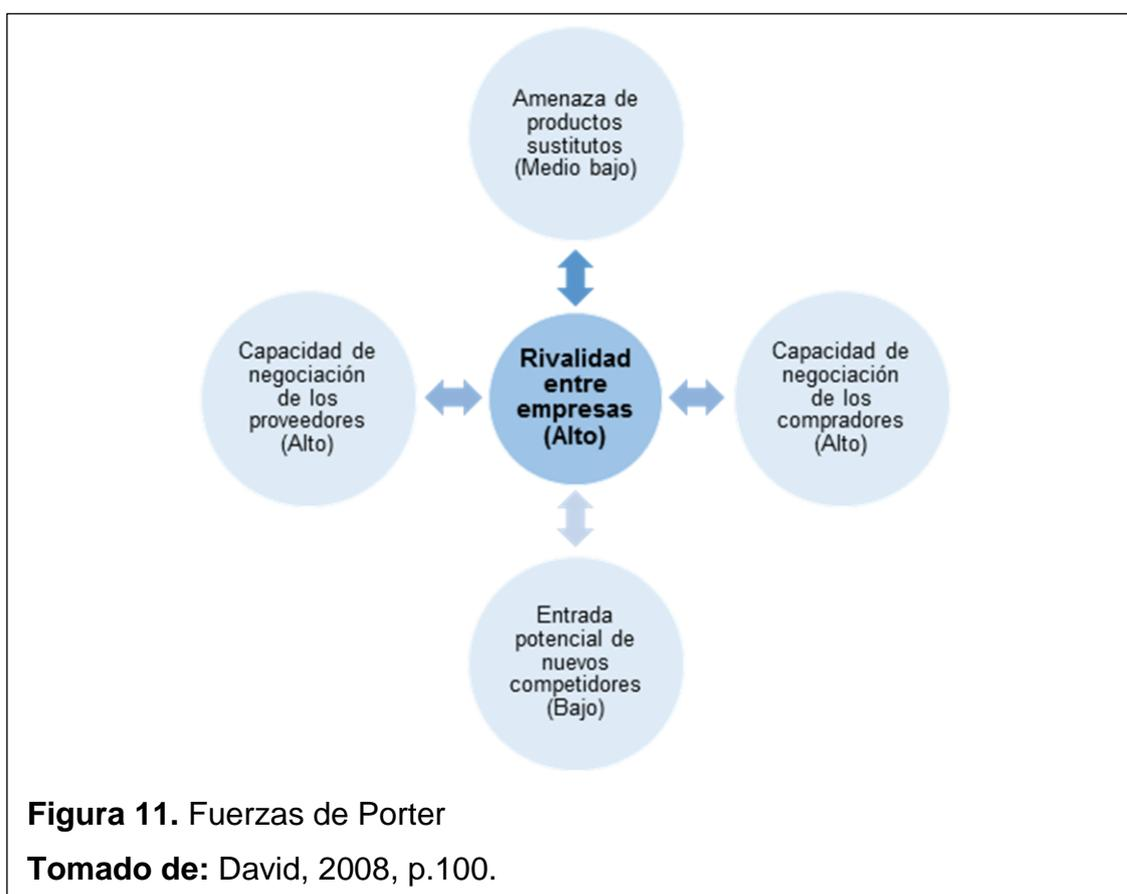 Amenaza de
productos
sustitutos
(Medio bajo)
Capacidad de
negociación
de los
proveedores
(Alto)
Rivalidad
entre
empresas
(Alto)
Capacidad de
negociación
de los
compradores
(Alto)
Entrada
potencial de
nuevos
competidores
(Bajo)
Figura 11. Fuerzas de Porter
Tomado de: David, 2008, p.100.